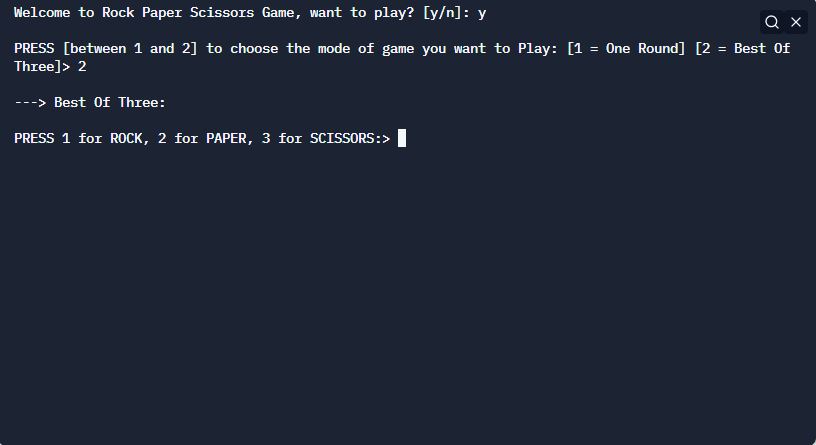 Welcome to Rock Paper Scissors Game, want to play? [y/n]: y
PRESS [between 1 and 2] to choose the mode of game you want to Play: [1 = One Round] [2 = Best Of
Three]> 2
---> Best Of Three:
PRESS 1 for ROCK, 2 for PAPER, 3 for SCISSORS:>